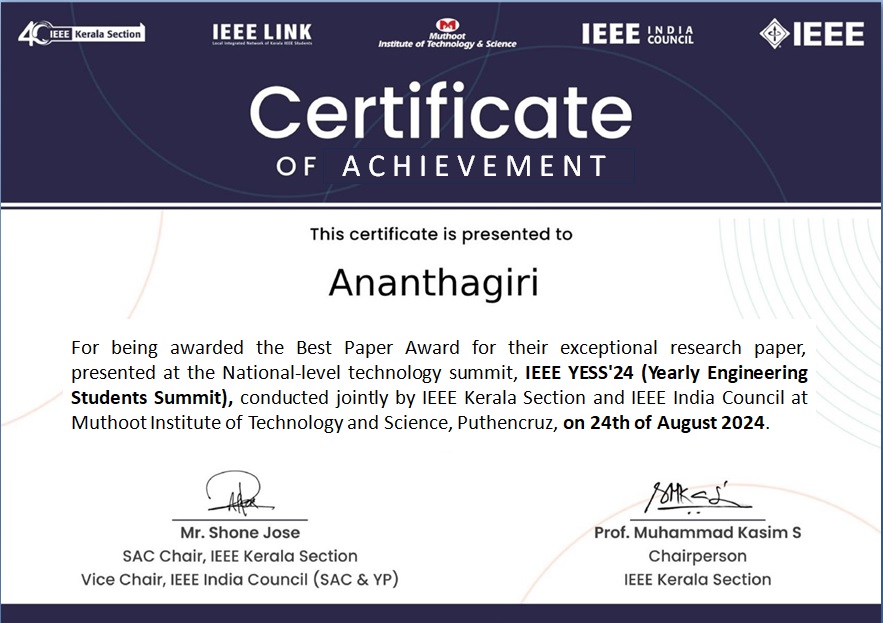 40 IEEE Kerala Section
IEEE LINK
Local Integrated Network of Kerala IEEE Students
M
Muthoot
Institute of Technology & Science
IEEE INDIA COUNCIL
IEEE
Certificate
OF ACHIEVEMENT
This certificate is presented to
Ananthagiri
For being awarded the Best Paper Award for their exceptional research paper,
presented at the National-level technology summit, IEEE YESS'24 (Yearly Engineering
Students Summit), conducted jointly by IEEE Kerala Section and IEEE India Council at
Muthoot Institute of Technology and Science, Puthencruz, on 24th of August 2024.
Mr. Shone Jose
SAC Chair, IEEE Kerala Section
Vice Chair, IEEE India Council (SAC & YP)
Prof. Muhammad Kasim S
Chairperson
IEEE Kerala Section